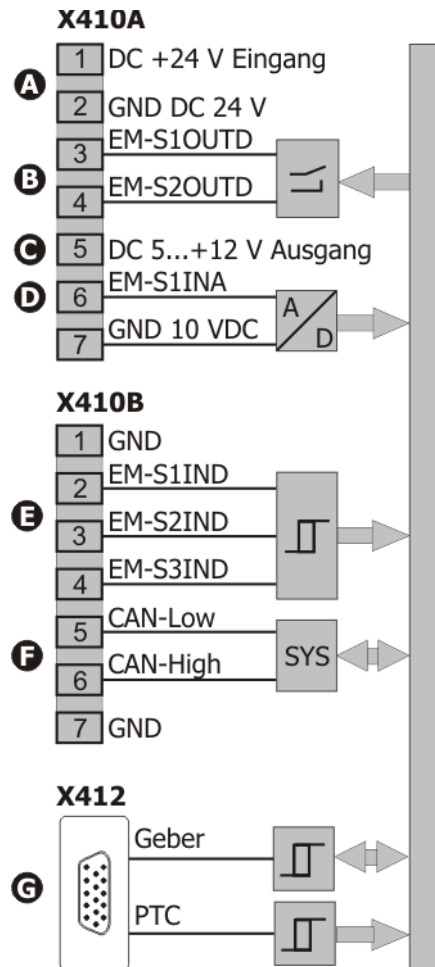 X410A
A
1 DC +24 V Eingang
2 GND DC 24 V
B
3 EM-S1OUTD
4 EM-S2OUTD
C 5 DC 5...+12 V Ausgang
D 6 EM-S1INA
7 GND 10 VDC
A
D
X410B
1 GND
E
2 EM-S1IND
3 EM-S2IND
4 EM-S3IND
F
5 CAN-Low
6 CAN-High
SYS
7 GND
X412
G
Geber
PTC